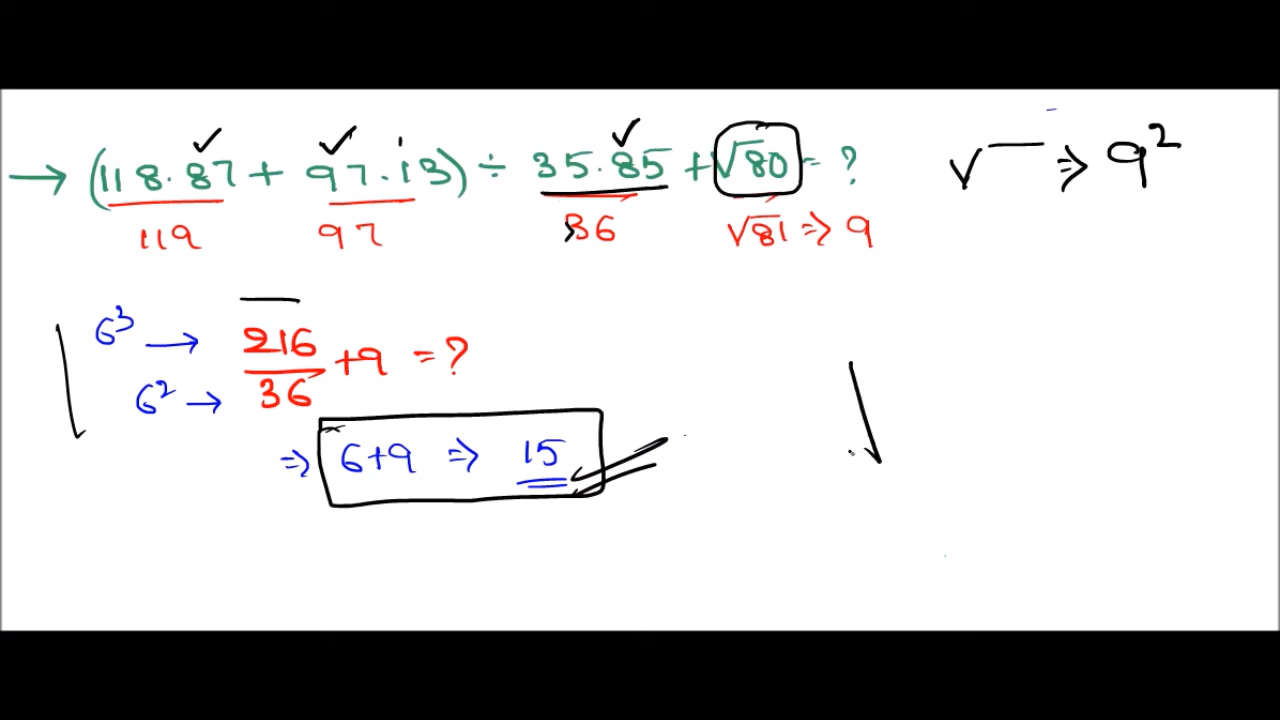 → (118.87 + 97.13) ÷ 35.85 + √80 = ?
√ ⇒ 9²
119 97 36 √81 ⇒ 9
6³ → 216
6² → 36 + 9 = ?
⇒ 6+9 ⇒ 15